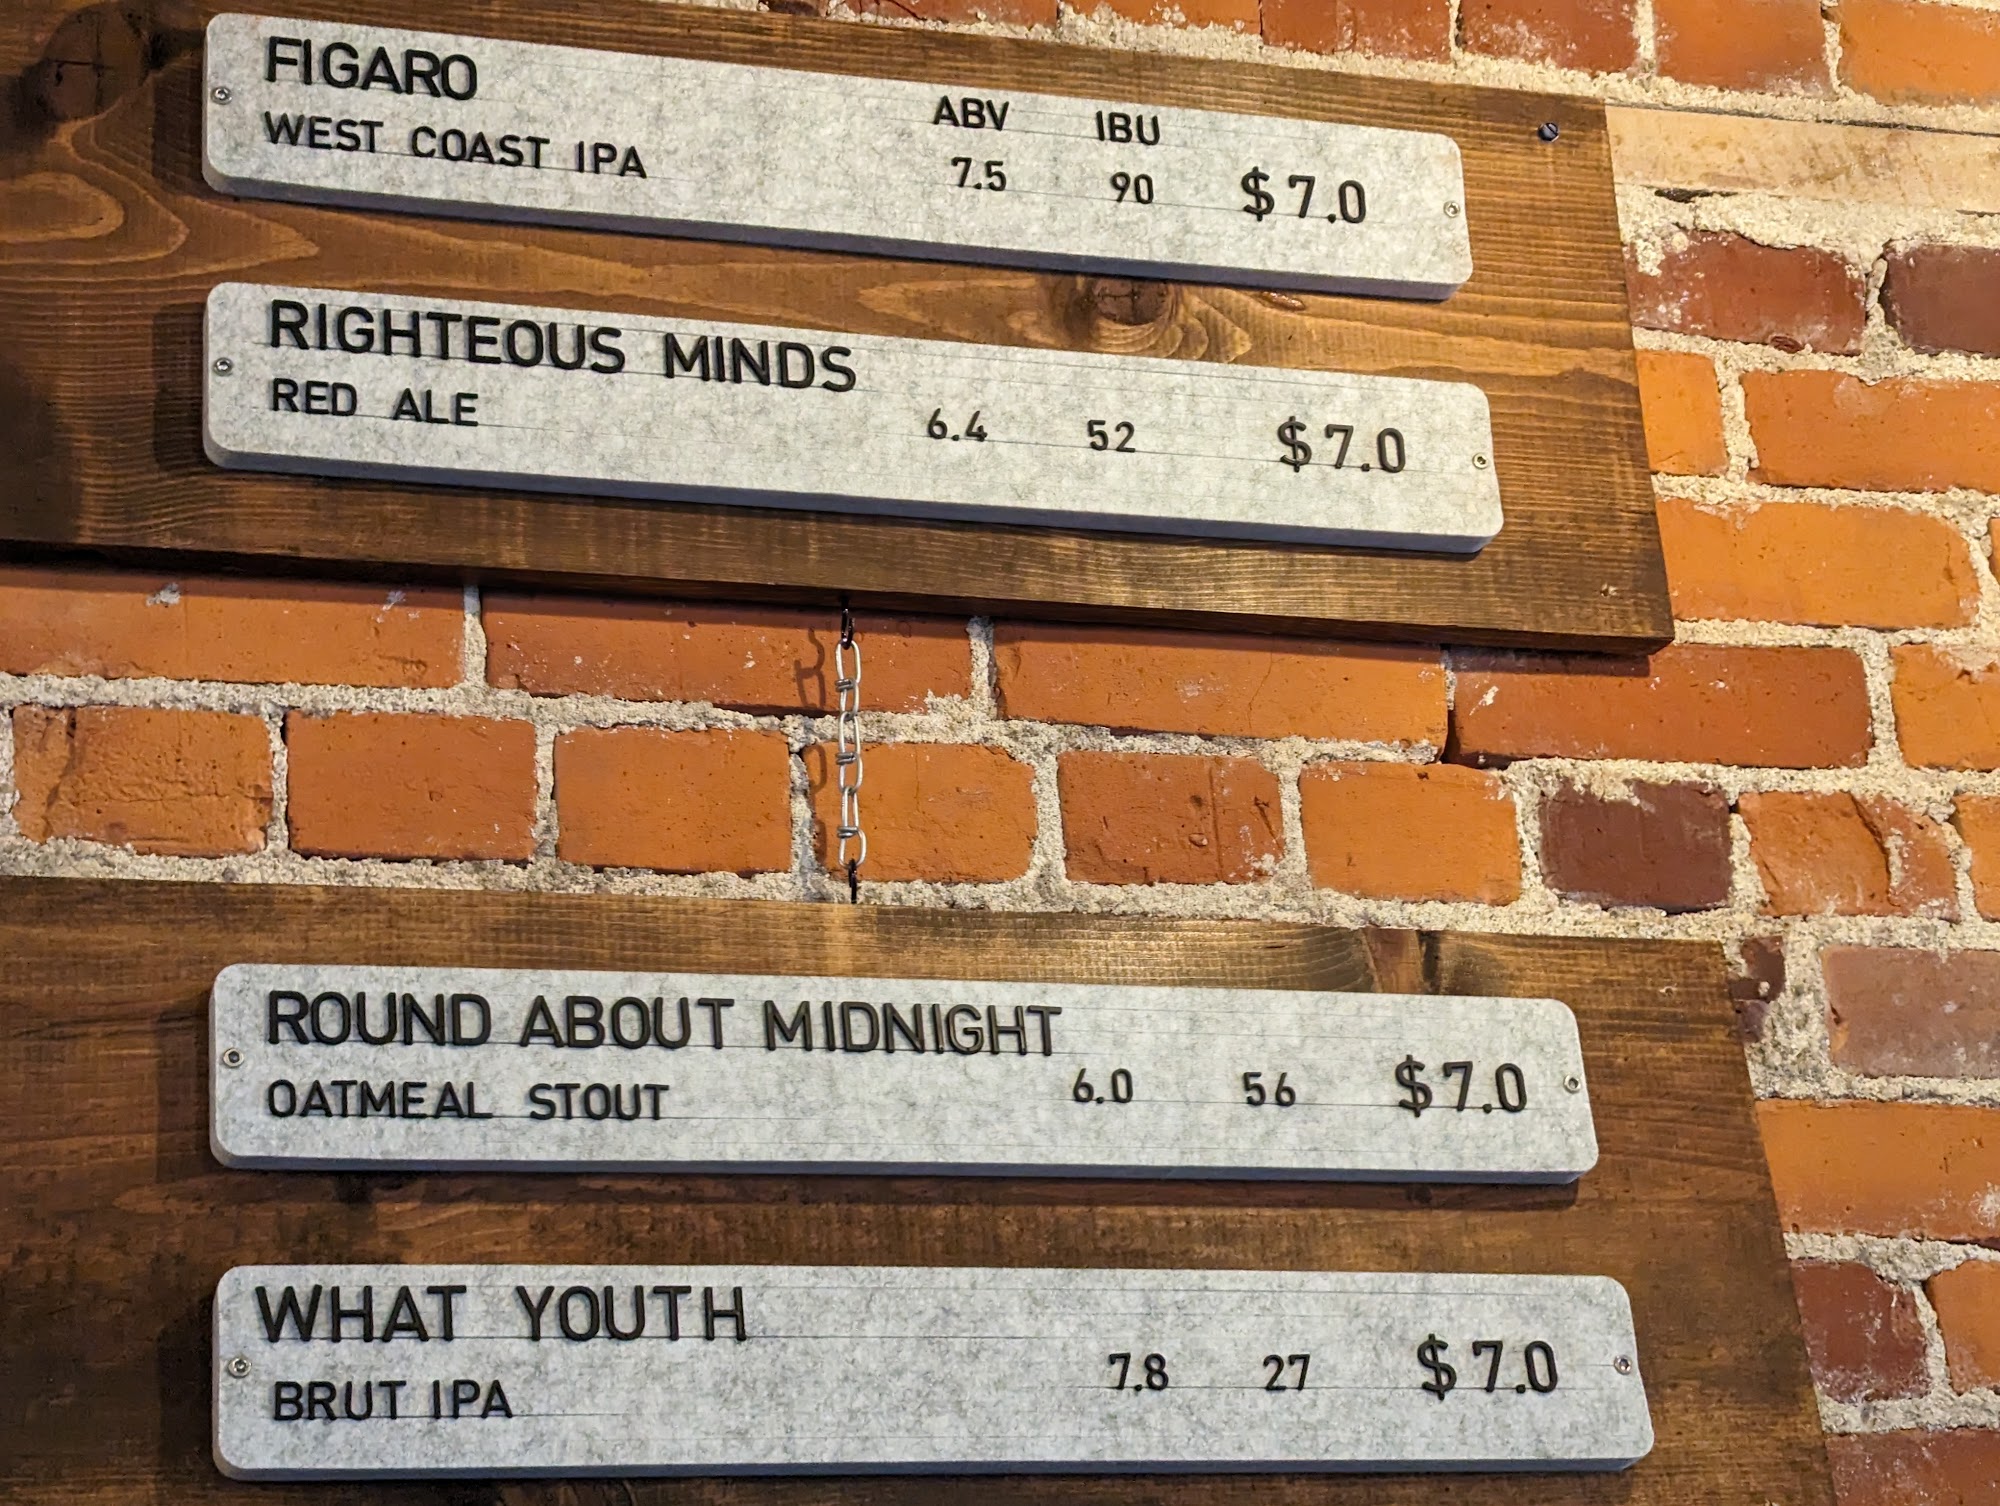 FIGARO
WEST COAST IPA
ABV IBU
7.5 90 $7.0
RIGHTEOUS MINDS
RED ALE 6.4 52 $7.0
ROUND ABOUT MIDNIGHT
OATMEAL STOUT 6.0 56 $7.0
WHAT YOUTH
BRUT IPA 7.8 27 $7.0